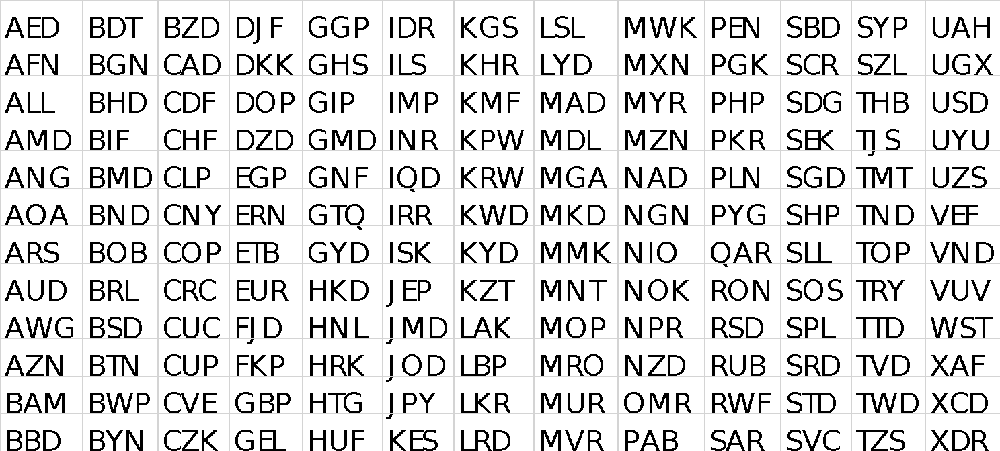 AED BDT BZD DJF GGP IDR KGS LSL MWK PEN SBD SYP UAH
AFN BGN CAD DKK GHS ILS KHR LYD MXN PGK SCR SZL UGX
ALL BHD CDF DOP GIP IMP KMF MAD MYR PHP SDG THB USD
AMD BIF CHF DZD GMD INR KPW MDL MZN PKR SEK TJS UYU
ANG BMD CLP EGP GNF IQD KRW MGA NAD PLN SGD TMT UZS
AOA BND CNY ERN GTQ IRR KWD MKD NGN PYG SHP TND VEF
ARS BOB COP ETB GYD ISK KYD MMK NIO QAR SLL TOP VND
AUD BRL CRC EUR HKD JEP KZT MNT NOK RON SOS TRY VUV
AWG BSD CUC FJD HNL JMD LAK MOP NPR RSD SPL TTD WST
AZN BTN CUP FKP HRK JOD LBP MRO NZD RUB SRD TVD XAF
BAM BWP CVE GBP HTG JPY LKR MUR OMR RWF STD TWD XCD
BBD BYN CZK GEL HUF KES LRD MVR PAB SAR SVC TZS XDR